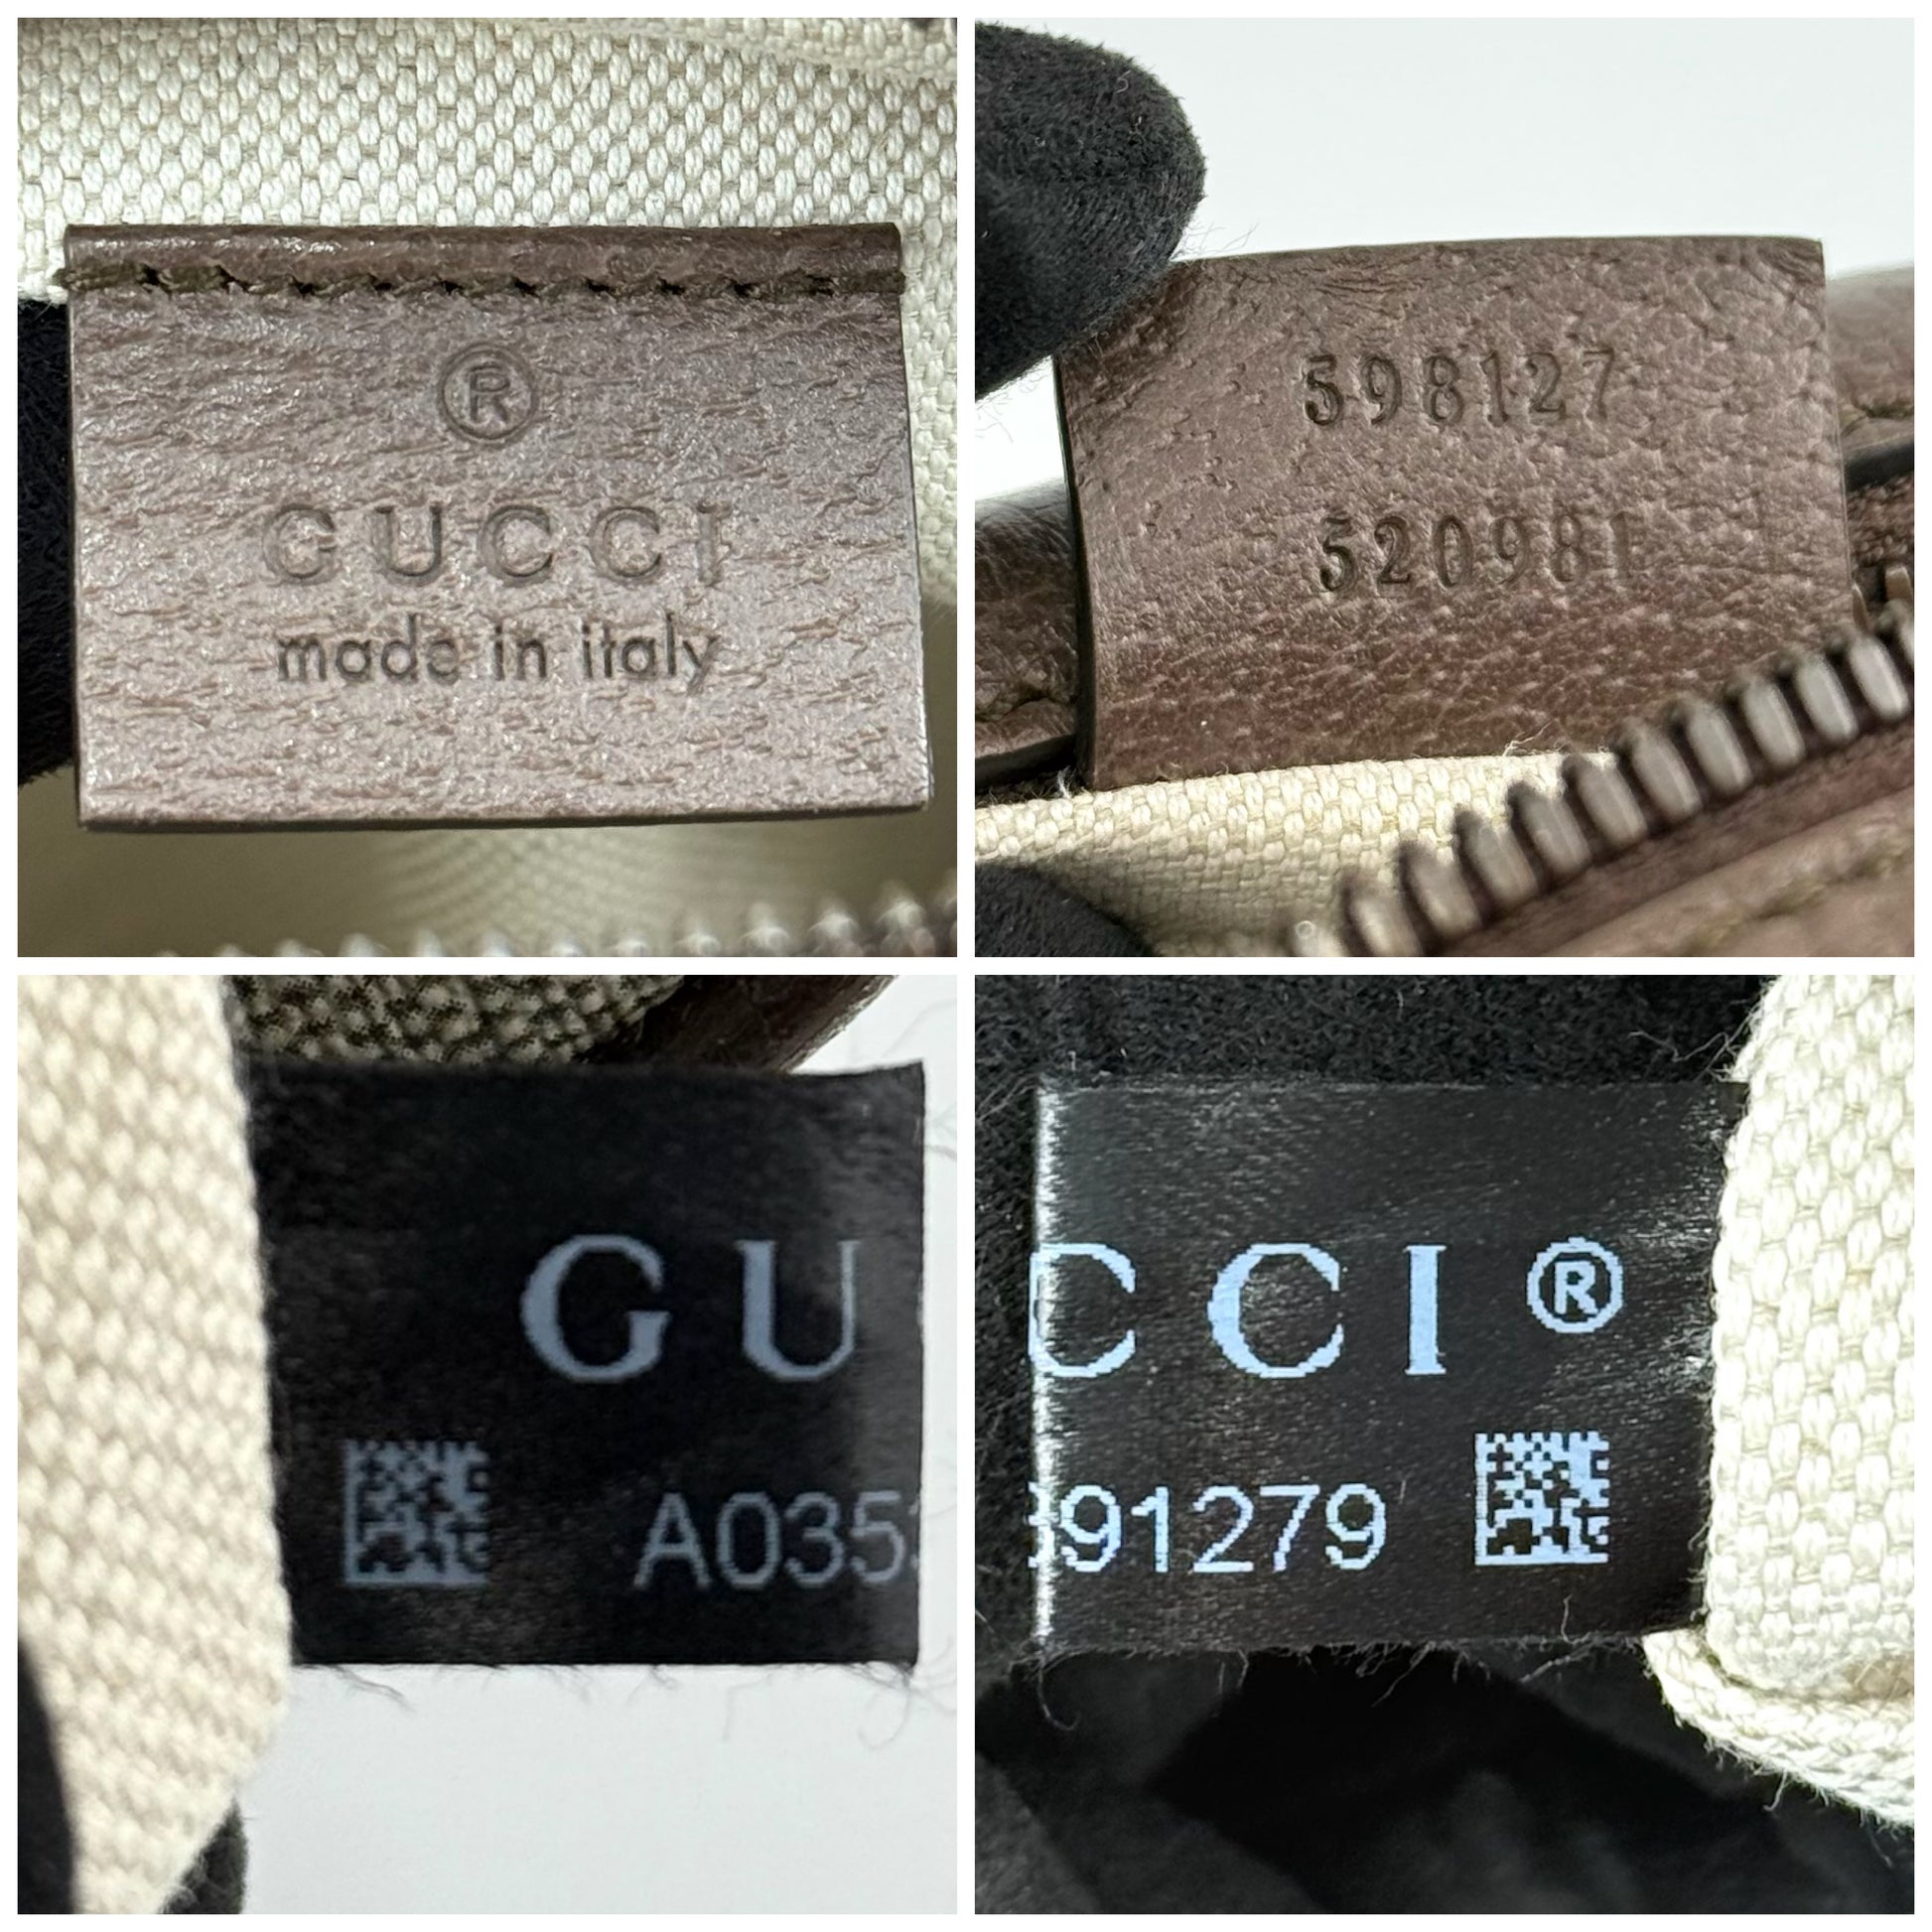 ®
GUCCI
made in italy
598127
520981
GU
A035
CCI®
91279